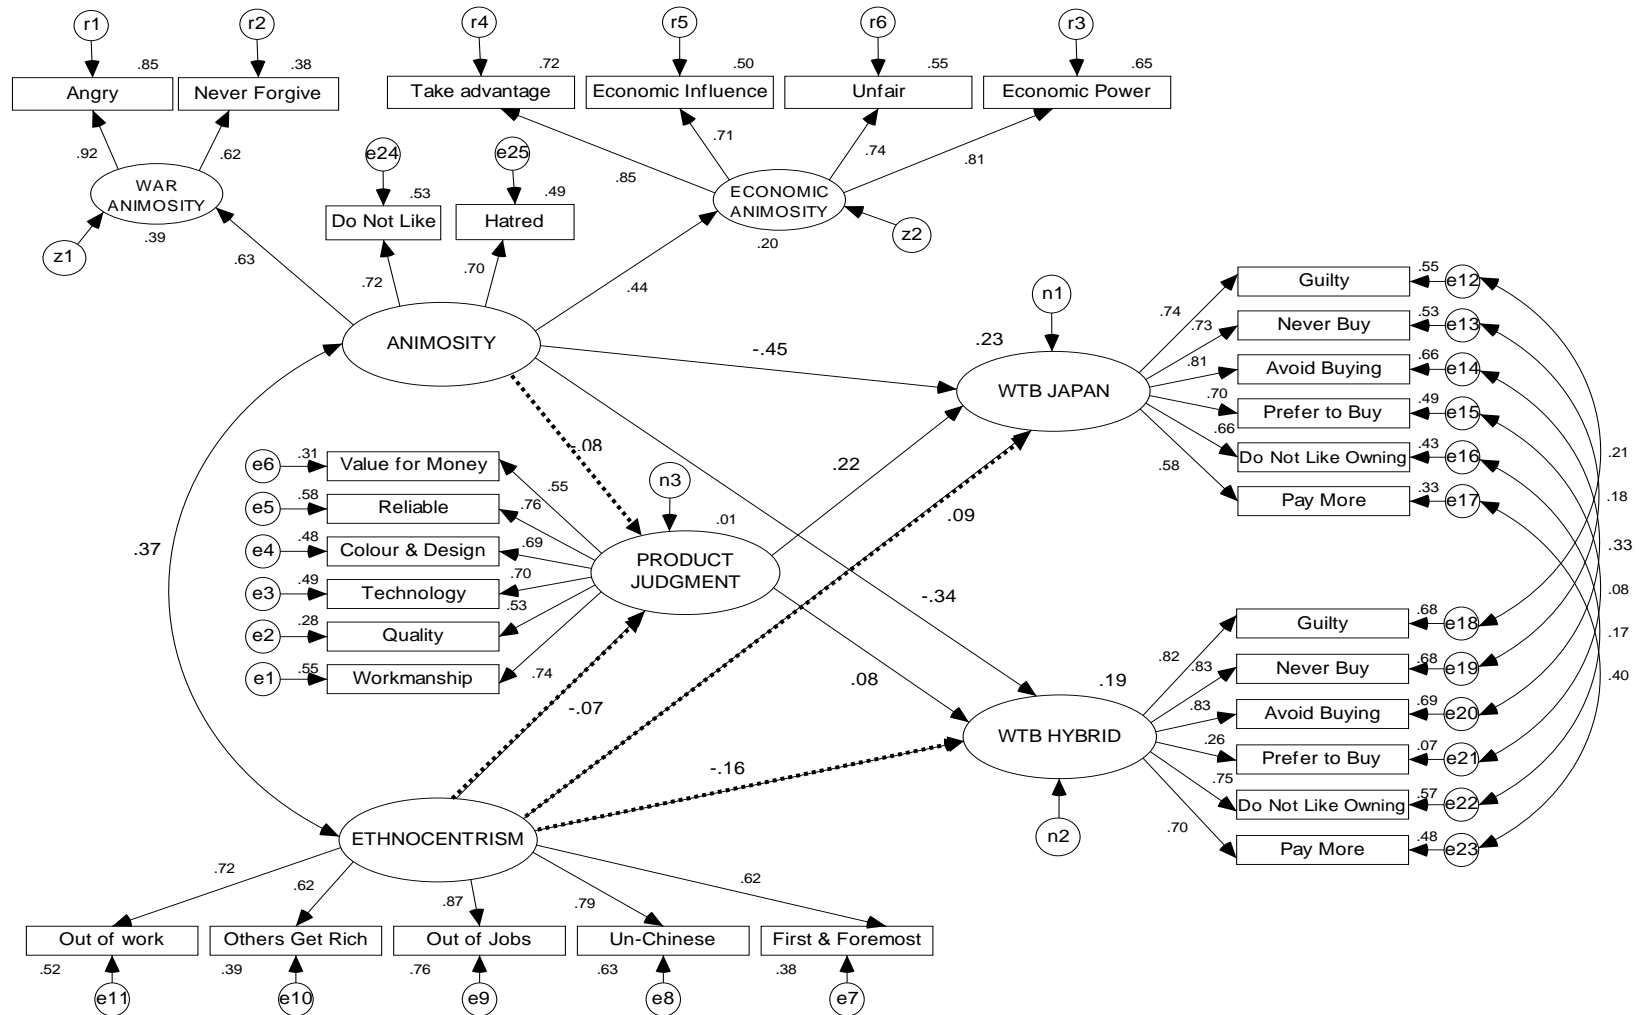 r1
r2
r4
r5
r6
r3
.85
.38
.72
.50
.55
.65
Angry
Never Forgive
Take advantage
Economic Influence
Unfair
Economic Power
.92
.62
e24
e25
.71
.74
.81
.85
WAR
ANIMOSITY
.53
.49
ECONOMIC
ANIMOSITY
Do Not Like
Hatred
.39
.20
z1
z2
.63
.72
.70
.44
ANIMOSITY
-.45
n1
.23
WTB JAPAN
.74
.73
.81
.70
.66
.58
Guilty
.55
e12
Never Buy
.53
e13
Avoid Buying
.66
e14
Prefer to Buy
.49
e15
Do Not Like Owning
.43
e16
Pay More
.33
e17
.21
.18
.33
.08
.17
.40
-.08
e6
.31
Value for Money
.55
e5
.58
Reliable
.76
e4
.48
Colour & Design
.69
e3
.49
Technology
.70
e2
.28
Quality
.53
e1
.55
Workmanship
.74
n3
.01
PRODUCT
JUDGMENT
.22
.09
.37
-.34
.08
-.07
-.16
.19
WTB HYBRID
n2
.82
.83
.83
.26
.75
.70
Guilty
.68
e18
Never Buy
.68
e19
Avoid Buying
.69
e20
Prefer to Buy
.07
e21
Do Not Like Owning
.57
e22
Pay More
.48
e23
ETHNOCENTRISM
.72
.62
.87
.79
.62
Out of work
Others Get Rich
Out of Jobs
Un-Chinese
First & Foremost
.52
.39
.76
.63
.38
e11
e10
e9
e8
e7